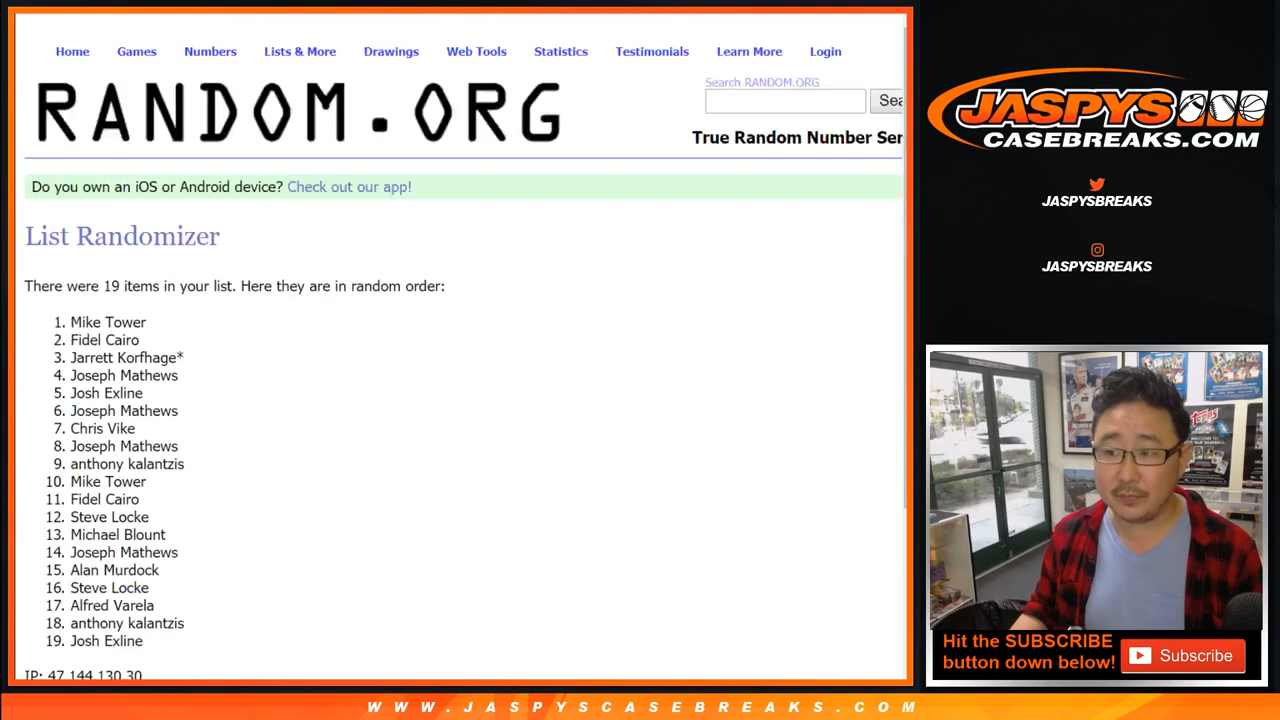 Home Games Numbers Lists & More Drawings Web Tools Statistics Testimonials Learn More Login
RANDOM.ORG
Search RANDOM.ORG
Sea
True Random Number Ser
Do you own an iOS or Android device? Check out our app!
List Randomizer
There were 19 items in your list. Here they are in random order:
1. Mike Tower
2. Fidel Cairo
3. Jarrett Korfhage*
4. Joseph Mathews
5. Josh Exline
6. Joseph Mathews
7. Chris Vike
8. Joseph Mathews
9. anthony kalantzis
10. Mike Tower
11. Fidel Cairo
12. Steve Locke
13. Michael Blount
14. Joseph Mathews
15. Alan Murdock
16. Steve Locke
17. Alfred Varela
18. anthony kalantzis
19. Josh Exline
IP: 47.144.130.30
JASPYS
CASEBREAKS.COM
JASPYSBREAKS
JASPYSBREAKS
Topps
Hit the SUBSCRIBE
button down below!
Subscribe
WWW.JASPYSCASEBREAKS.COM